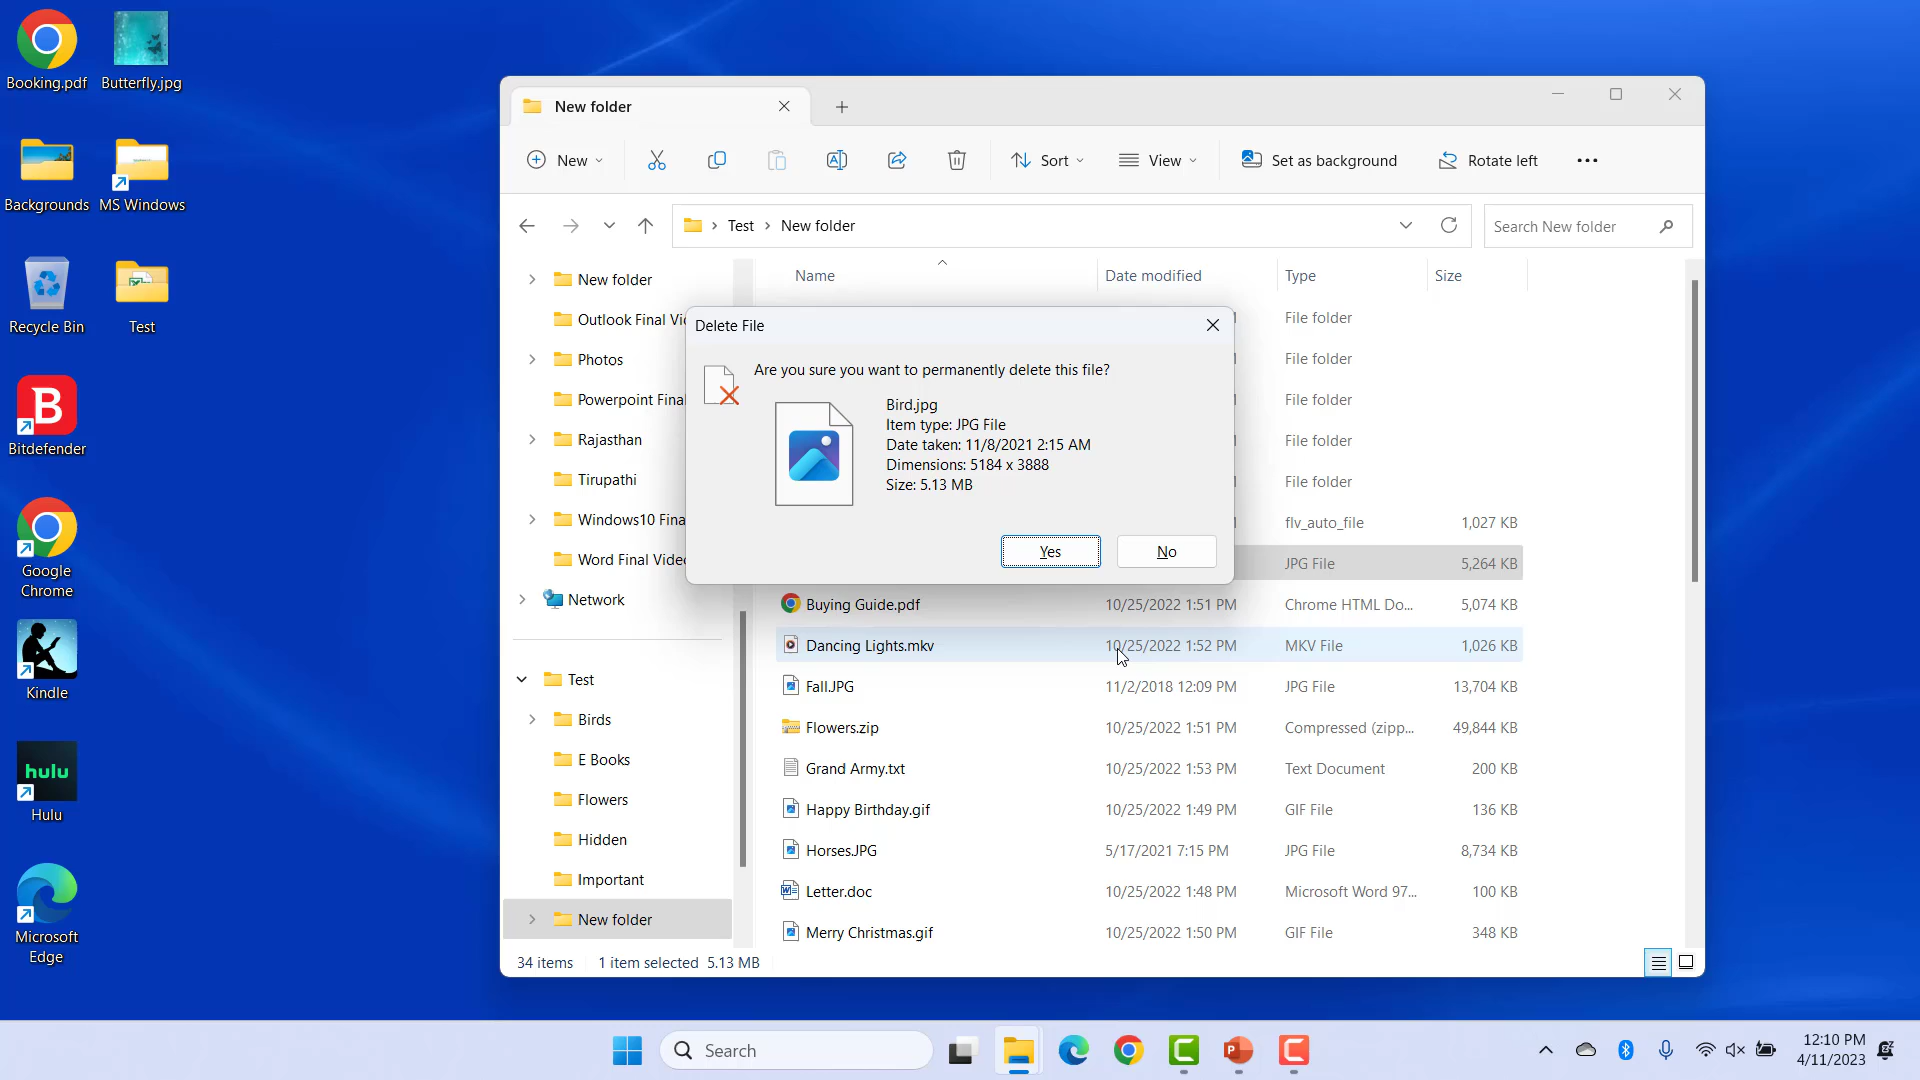 Booking.pdf
Butterfly.jpg
Backgrounds
MS Windows
Recycle Bin
Test
B
Bitdefender
Google
Chrome
Kindle
hulu
Hulu
Microsoft
Edge
New folder
New
Sort
View
Set as background
Rotate left
Test
New folder
Search New folder
New folder
Outlook Final
Photos
Powerpoint
Rajasthan
Tirupathi
Windows10
Word Final
Network
Test
Birds
E Books
Flowers
Hidden
Important
New folder
Name
Date modified
Type
Size
File folder
File folder
File folder
File folder
File folder
flv_auto_file 1,027 KB
JPG File 5,264 KB
Buying Guide.pdf 10/25/2022 1:51 PM Chrome HTML Do... 5,074 KB
Dancing Lights.mkv 10/25/2022 1:52 PM MKV File 1,026 KB
Fall.JPG 11/2/2018 12:09 PM JPG File 13,704 KB
Flowers.zip 10/25/2022 1:51 PM Compressed (zipp... 49,844 KB
Grand Army.txt 10/25/2022 1:53 PM Text Document 200 KB
Happy Birthday.gif 10/25/2022 1:49 PM GIF File 136 KB
Horses.JPG 5/17/2021 7:15 PM JPG File 8,734 KB
Letter.doc 10/25/2022 1:48 PM Microsoft Word 97... 100 KB
Merry Christmas.gif 10/25/2022 1:50 PM GIF File 348 KB
Delete File
Are you sure you want to permanently delete this file?
Bird.jpg
Item type: JPG File
Date taken: 11/8/2021 2:15 AM
Dimensions: 5184 x 3888
Size: 5.13 MB
Yes
No
34 items 1 item selected 5.13 MB
Search
12:10 PM
4/11/2023